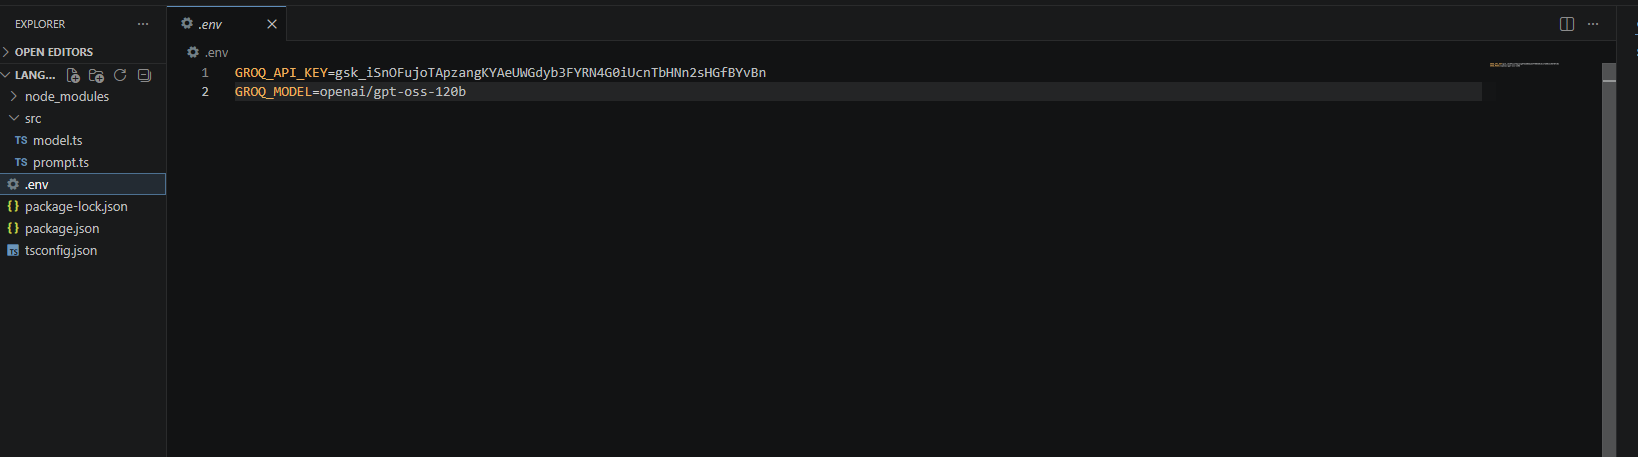 EXPLORER
.env
OPEN EDITORS
.env
LANG...
GROQ_API_KEY=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
GROQ_MODEL=openai/gpt-oss-120b
1
2
node_modules
src
TS model.ts
TS prompt.ts
.env
{} package-lock.json
{} package.json
TS tsconfig.json